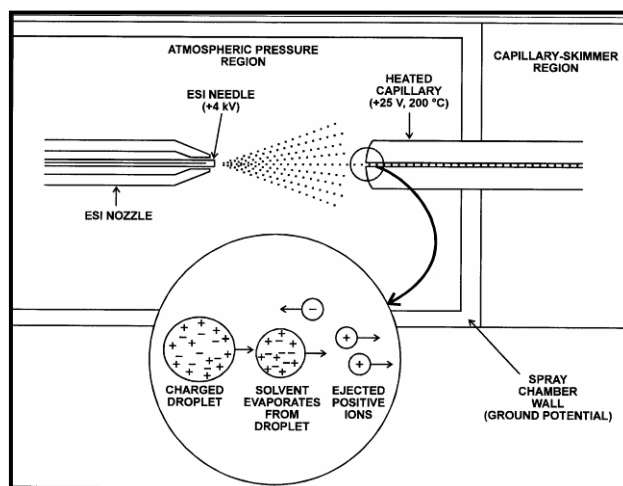 ATMOSPHERIC PRESSURE
REGION
CAPILLARY-SKIMMER
REGION
ESI NEEDLE
(+4 kV)
HEATED
CAPILLARY
(+25 V, 200 °C)
ESI NOZZLE
CHARGED
DROPLET
SOLVENT
EVAPORATES
FROM
DROPLET
EJECTED
POSITIVE
IONS
SPRAY
CHAMBER
WALL
(GROUND POTENTIAL)